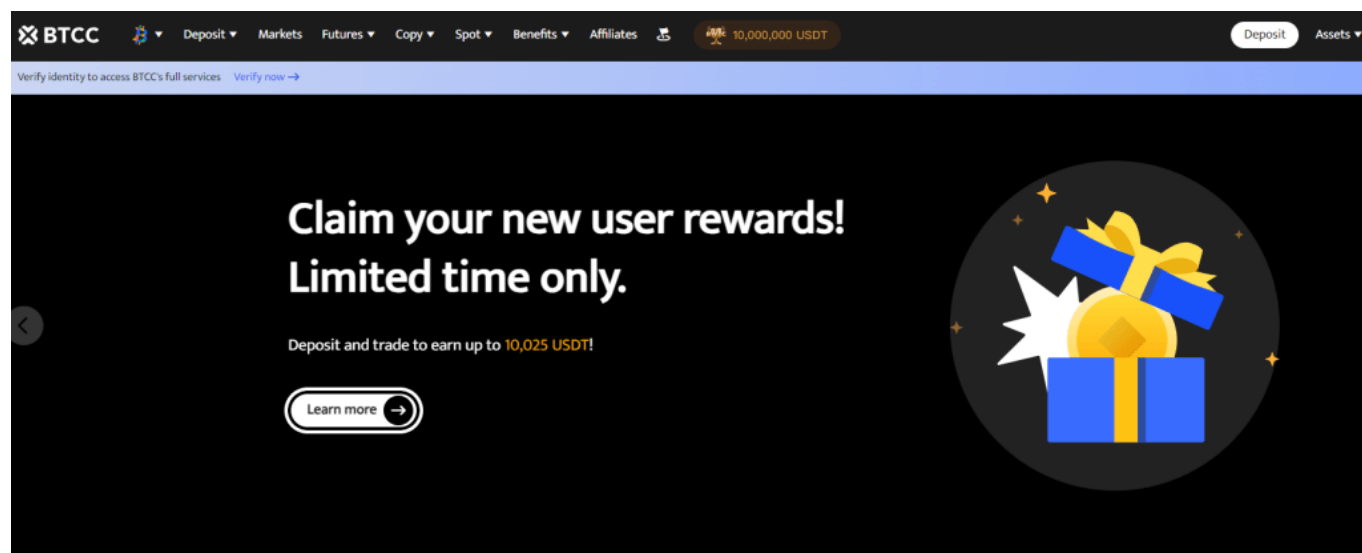 BTCC Deposit ▼ Markets Futures ▼ Copy ▼ Spot ▼ Benefits ▼ Affiliates 10,000,000 USDT Deposit Assets ▼
Verify identity to access BTCC's full services Verify now →
Claim your new user rewards!
Limited time only.
Deposit and trade to earn up to 10,025 USDT!
Learn more →